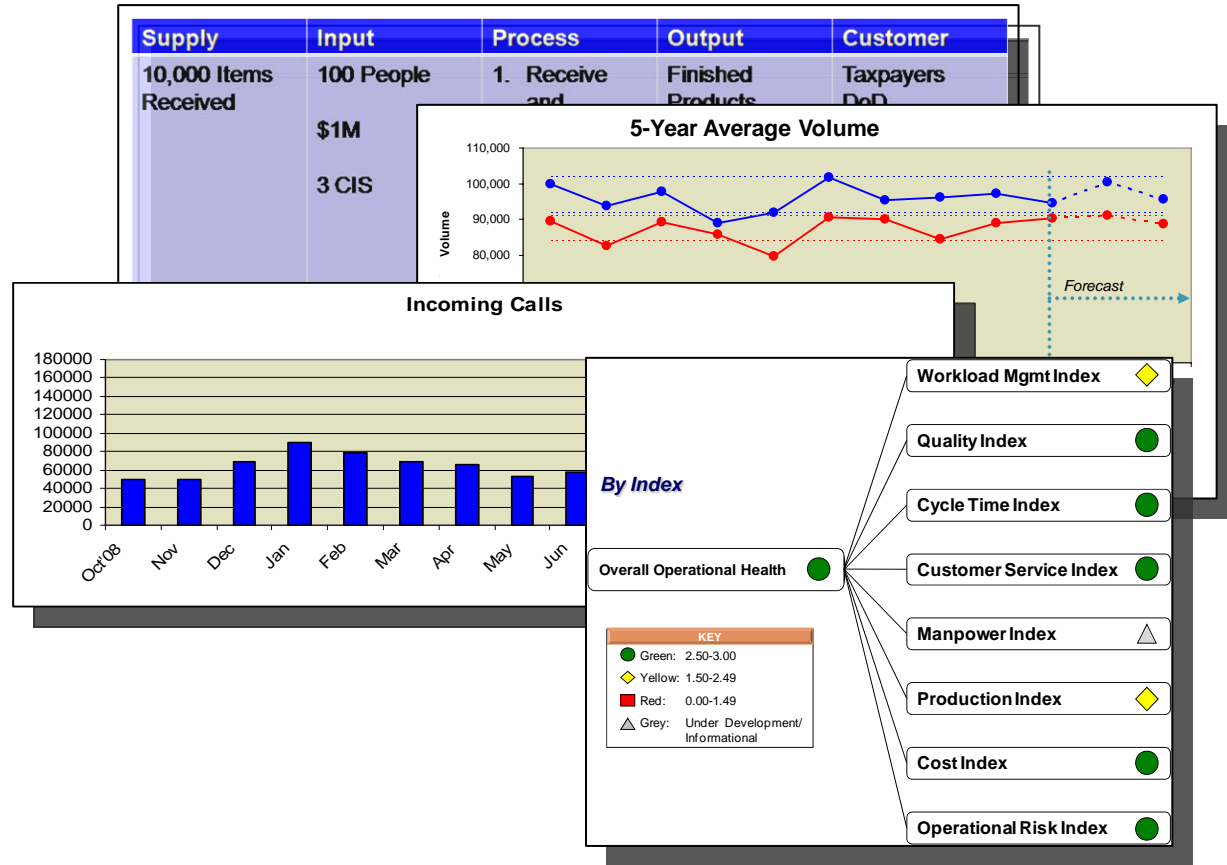 Supply Input Process Output Customer
10,000 Items 100 People 1. Receive Finished Taxpayers
Received and Products DoD
$1M
3 CIS
5-Year Average Volume
110,000
100,000
90,000
80,000
Volume
Forecast
Incoming Calls
180000
160000
140000
120000
100000
80000
60000
40000
20000
0
Oct'08 Nov Dec Jan Feb Mar Apr May Jun
By Index
Overall Operational Health
KEY
Green: 2.50-3.00
Yellow: 1.50-2.49
Red: 0.00-1.49
Grey: Under Development/
Informational
Workload Mgmt Index
Quality Index
Cycle Time Index
Customer Service Index
Manpower Index
Production Index
Cost Index
Operational Risk Index